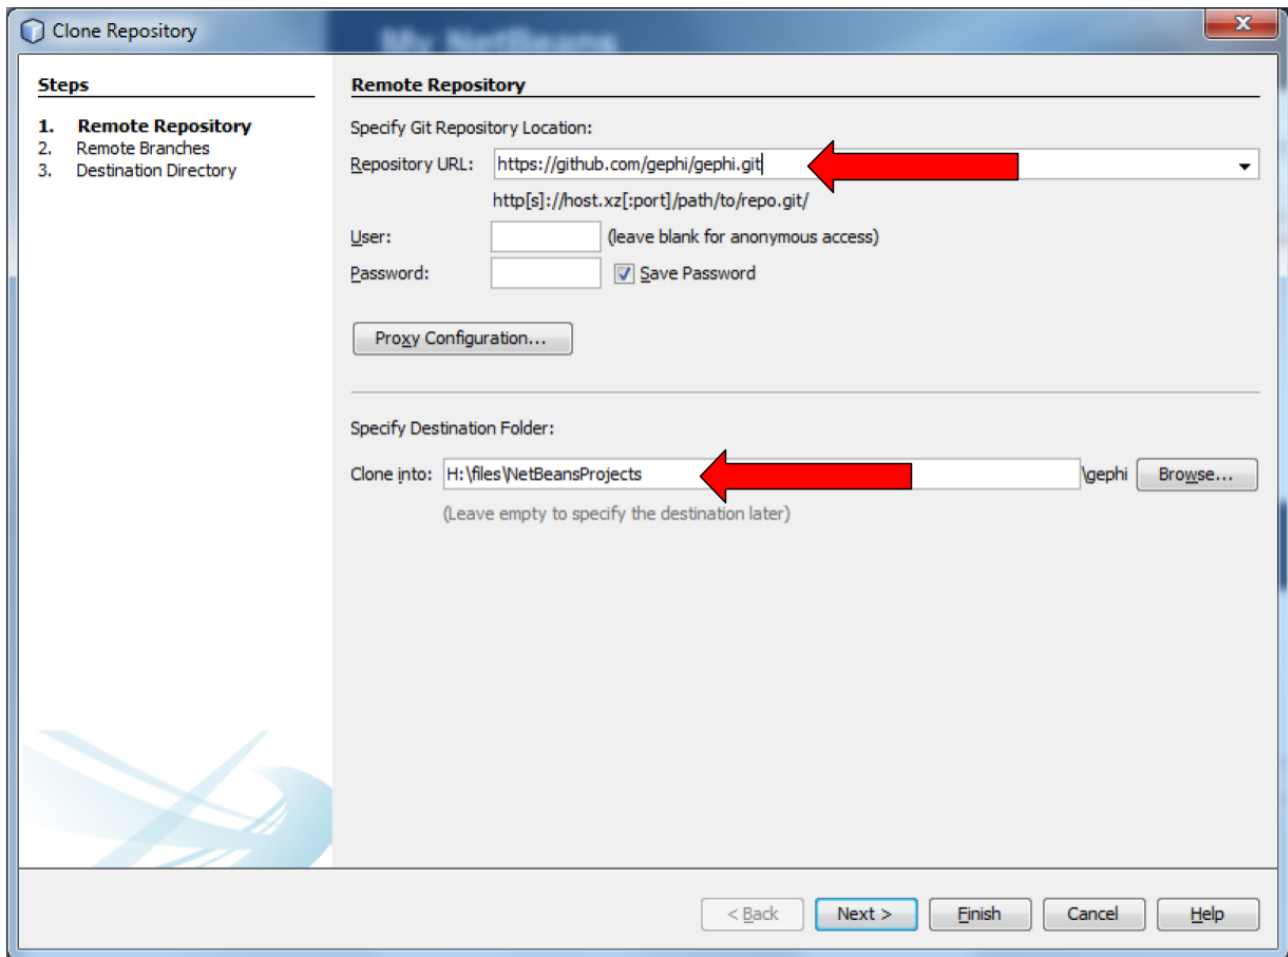 Clone Repository
My NetBeans
Steps
1. Remote Repository
2. Remote Branches
3. Destination Directory
Remote Repository
Specify Git Repository Location:
Repository URL: https://github.com/gephi/gephi.git
http[s]://host.xz[:port]/path/to/repo.git/
User: (leave blank for anonymous access)
Password: Save Password
Proxy Configuration...
Specify Destination Folder:
Clone into: H:\files\NetBeansProjects \gephi Browse...
(Leave empty to specify the destination later)
< Back Next > Finish Cancel Help